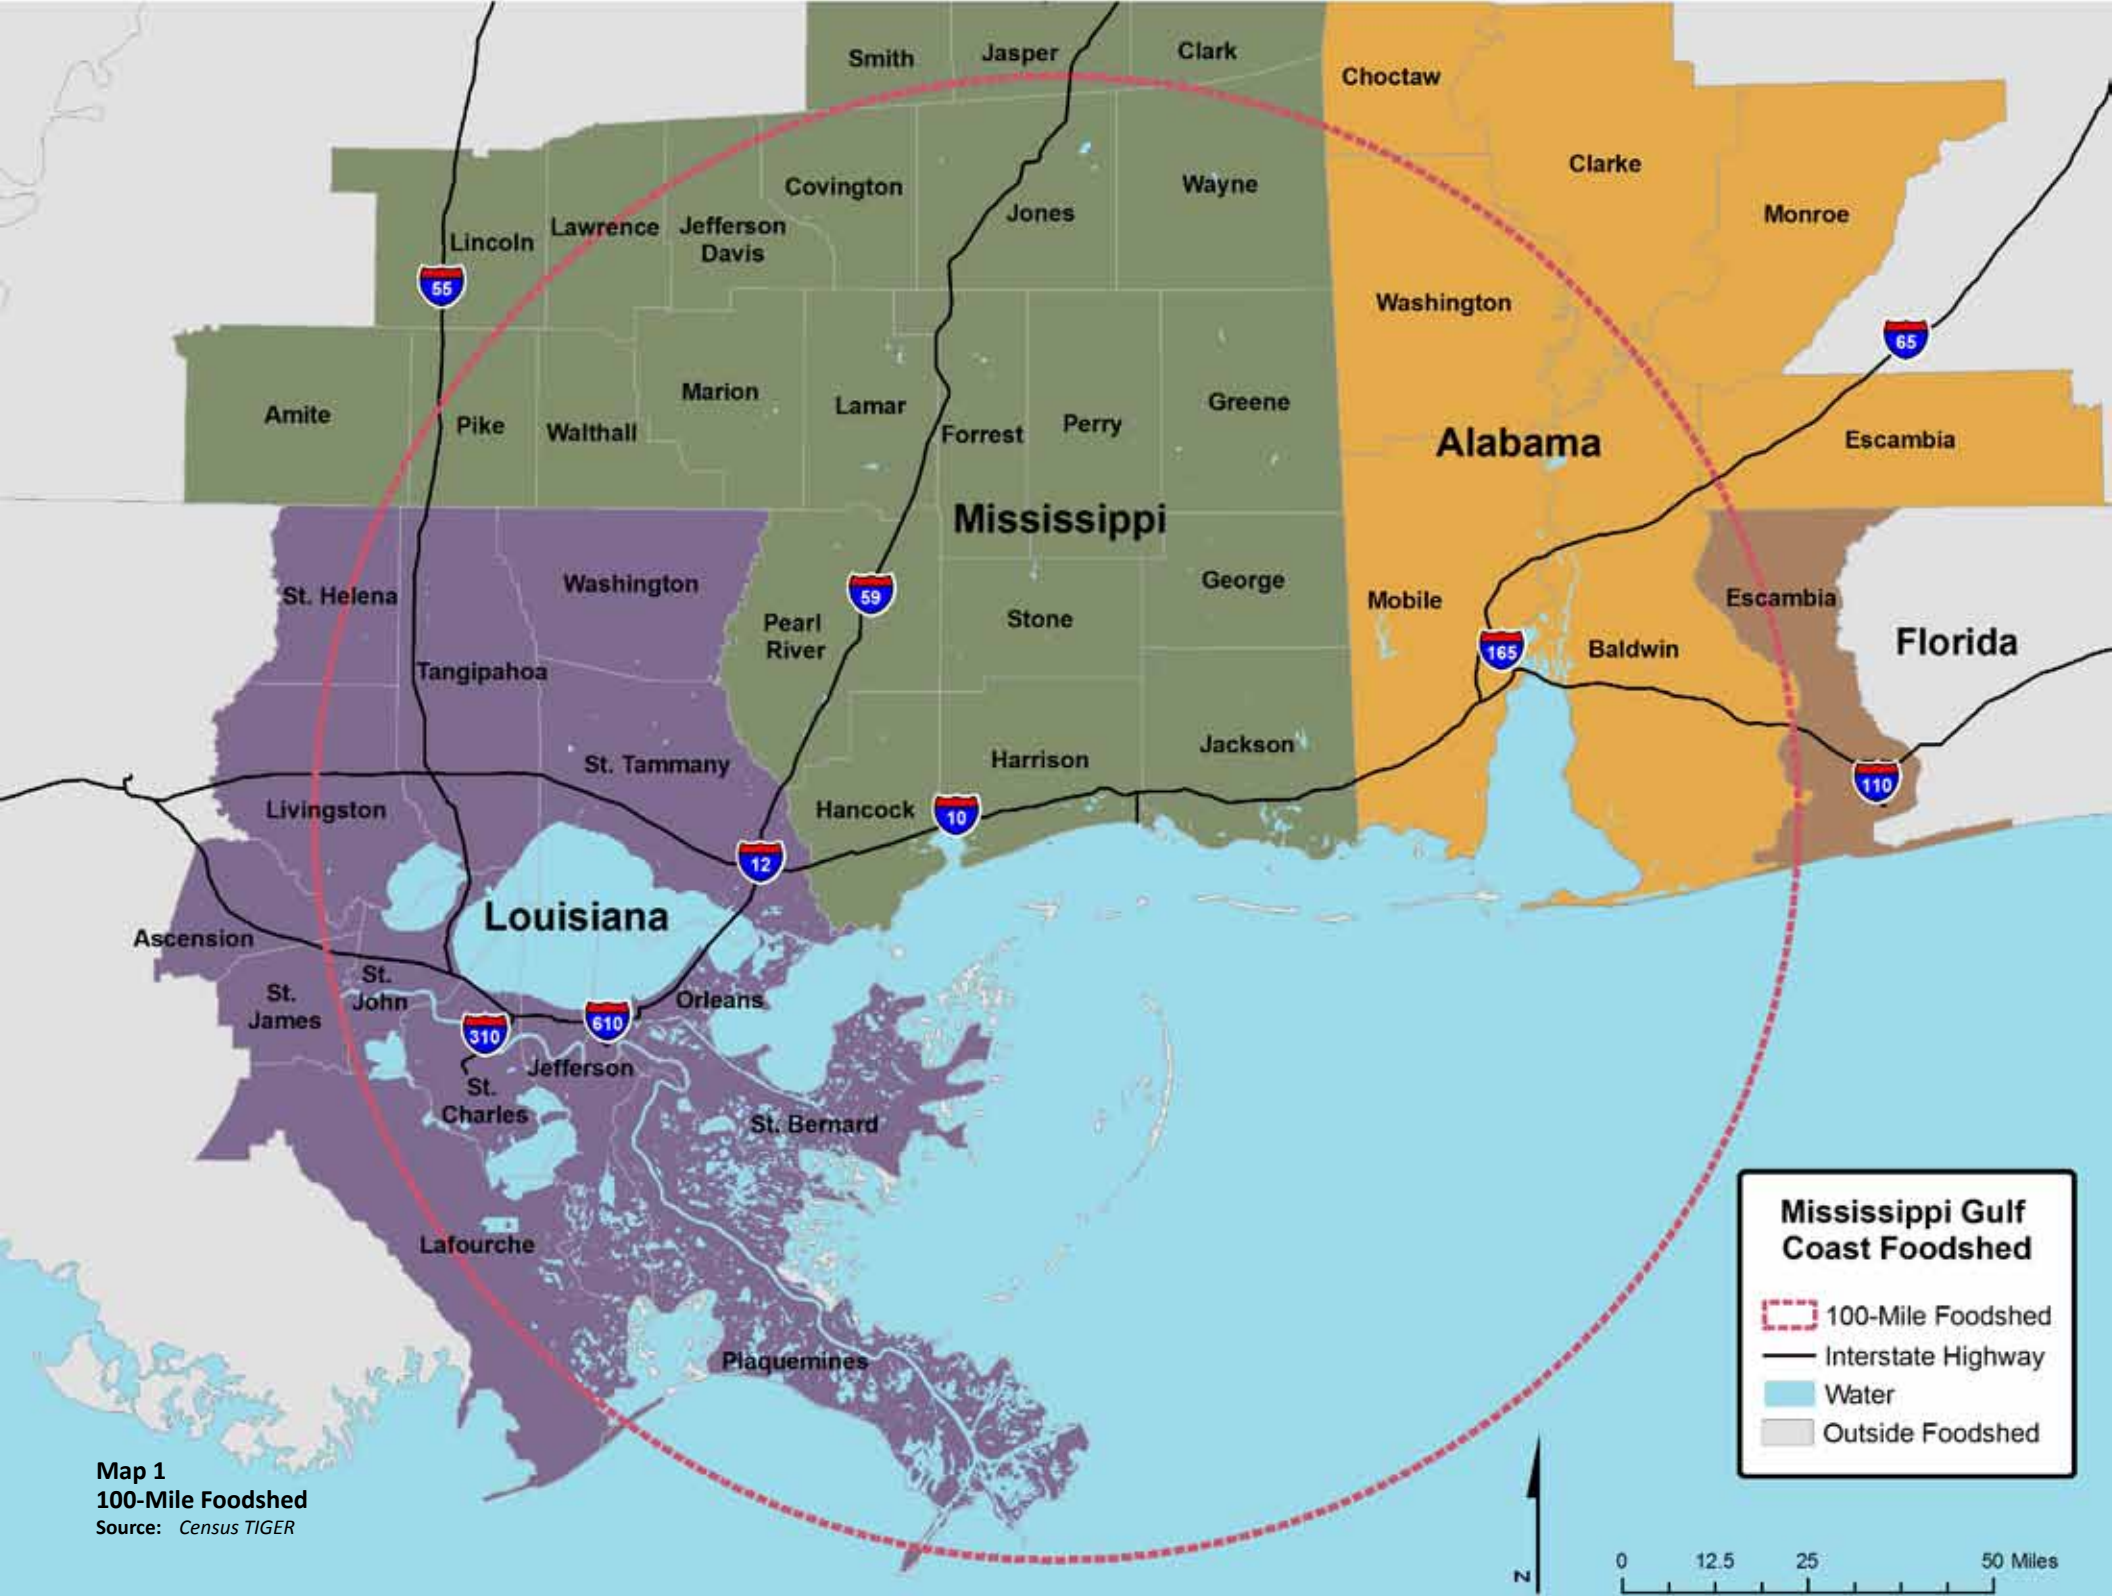 Smith
Jasper
Clark
Choctaw
Clarke
Covington
Wayne
Monroe
Jones
Lawrence
Jefferson
Davis
Lincoln
55
Washington
65
Marion
Lamar
Greene
Amite
Pike
Walthall
Forrest
Perry
Alabama
Escambia
Mississippi
St. Helena
Washington
59
George
Mobile
Escambia
Pearl
River
Stone
165
Baldwin
Florida
Tangipahoa
St. Tammany
Harrison
Jackson
Livingston
Hancock
10
110
12
Louisiana
Ascension
St.
John
Orleans
St.
James
310
610
Jefferson
St.
Charles
St. Bernard
Lafourche
Plaquemines
Mississippi Gulf
Coast Foodshed
100-Mile Foodshed
Interstate Highway
Water
Outside Foodshed
Map 1
100-Mile Foodshed
Source: Census TIGER
N
0 12.5 25 50 Miles